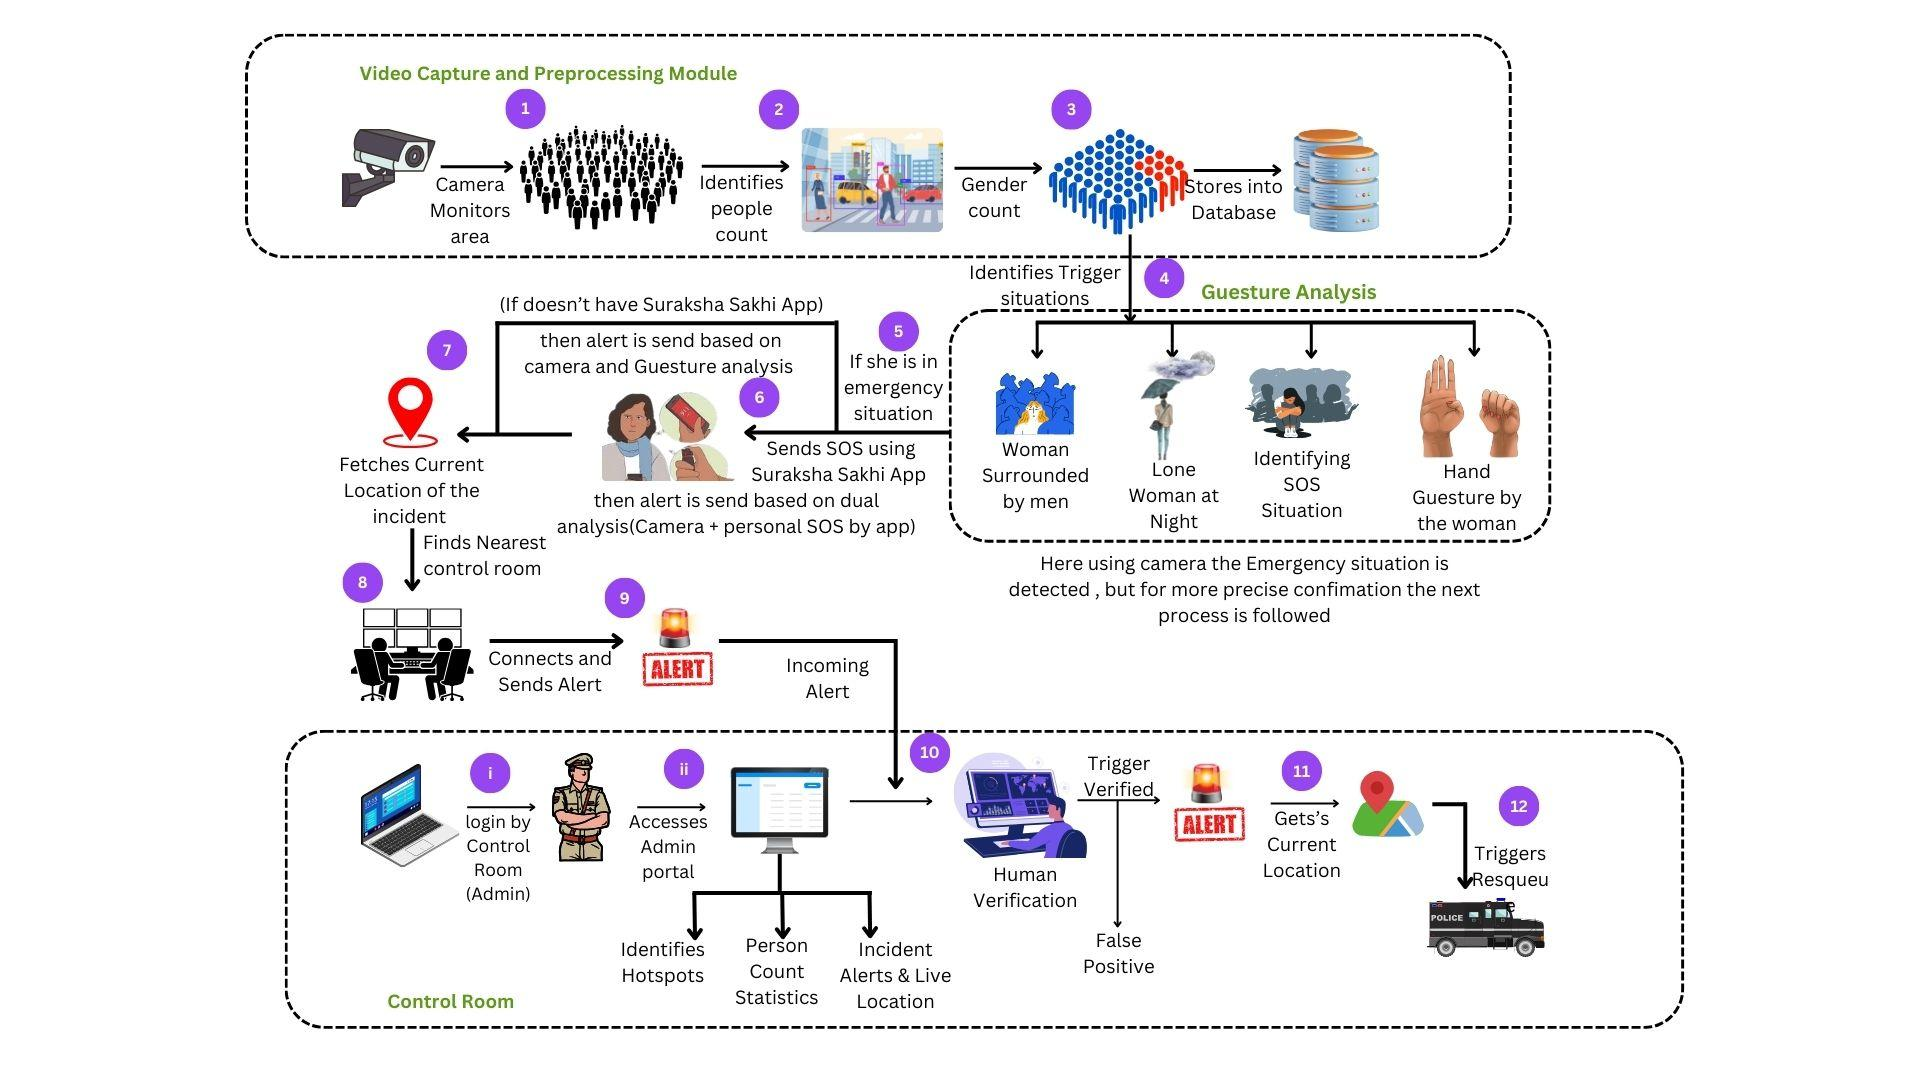 Video Capture and Preprocessing Module
1
2
3
Camera
Monitors
area
Identifies
people
count
Gender
count
Stores into
Database
Identifies Trigger
situations
4
Guesture Analysis
(If doesn't have Suraksha Sakhi App)
then alert is send based on
camera and Guesture analysis
5
If she is in
emergency
situation
6
7
Sends SOS using
Suraksha Sakhi App
then alert is send based on dual
analysis(Camera + personal SOS by app)
Woman
Surrounded
by men
Lone
Woman at
Night
Identifying
SOS
Situation
Hand
Guesture by
the woman
Here using camera the Emergency situation is
detected , but for more precise confimation the next
process is followed
Fetches Current
Location of the
incident
Finds Nearest
control room
8
9
Connects and
Sends Alert
ALERT
Incoming
Alert
i
login by
Control
Room
(Admin)
ii
Accesses
Admin
portal
10
Identifies
Hotspots
Person
Count
Statistics
Incident
Alerts & Live
Location
Human
Verification
Trigger
Verified
False
Positive
ALERT
11
Gets's
Current
Location
12
Triggers
Resqueu
e
POLICE
Control Room